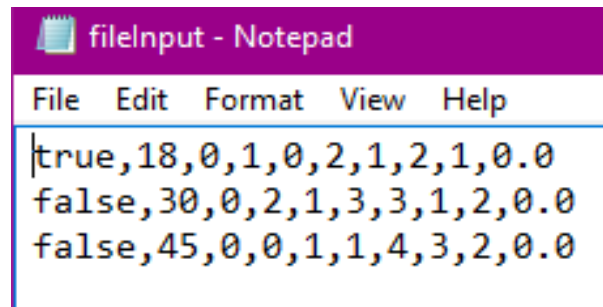 fileInput - Notepad
File Edit Format View Help
true,18,0,1,0,2,1,2,1,0.0
false,30,0,2,1,3,3,1,2,0.0
false,45,0,0,1,1,4,3,2,0.0